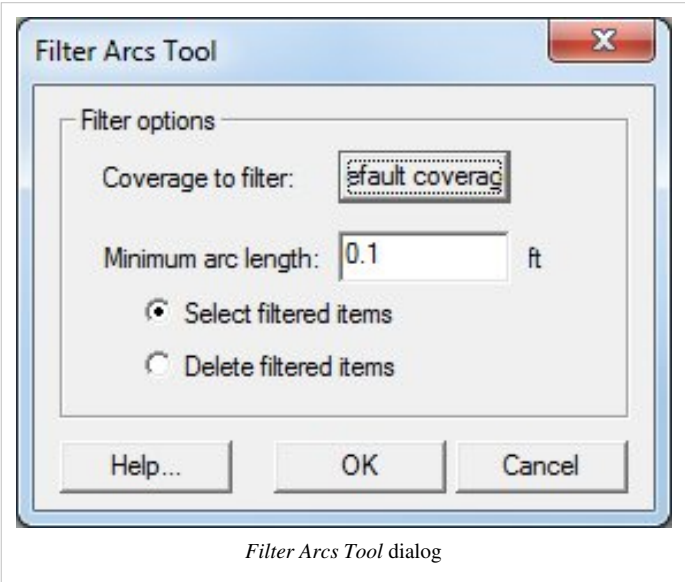 Filter Arcs Tool
Filter options
Coverage to filter: efault coverag
Minimum arc length: 0.1 ft
Select filtered items
Delete filtered items
Help... OK Cancel
Filter Arcs Tool dialog